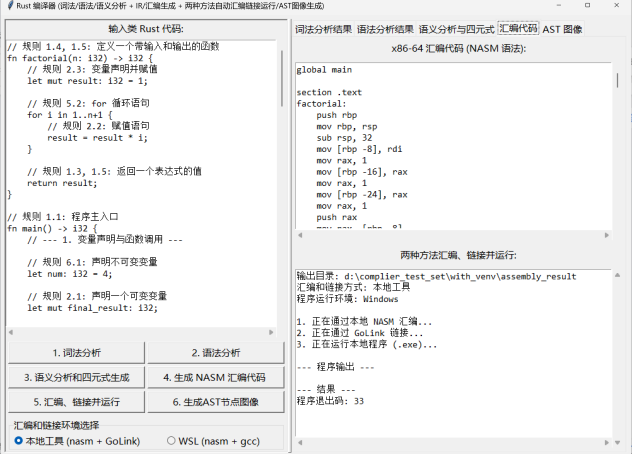 Rust 编译器 (词法/语法/语义分析 + IR/汇编生成 + 两种方法自动汇编链接运行/AST图像生成)
输入类 Rust 代码:
// 规则 1.4, 1.5: 定义一个带输入和输出的函数
fn factorial(n: i32) -> i32 {
    // 规则 2.3: 变量声明并赋值
    let mut result: i32 = 1;

    // 规则 5.2: for 循环语句
    for i in 1..n+1 {
        // 规则 2.2: 赋值语句
        result = result * i;
    }

    // 规则 1.3, 1.5: 返回一个表达式的值
    return result;
}

// 规则 1.1: 程序主入口
fn main() -> i32 {
    // --- 1. 变量声明与函数调用 ---

    // 规则 6.1: 声明不可变变量
    let num: i32 = 4;

    // 规则 2.1: 声明一个可变变量
    let mut final_result: i32;
1. 词法分析
2. 语法分析
3. 语义分析和四元式生成
4. 生成 NASM 汇编代码
5. 汇编、链接并运行
6. 生成AST节点图像
汇编和链接环境选择
本地工具 (nasm + GoLink)
WSL (nasm + gcc)
词法分析结果 语法分析结果 语义分析与四元式 汇编代码 AST 图像
x86-64 汇编代码 (NASM 语法):
global main

section .text
factorial:
    push rbp
    mov rbp, rsp
    sub rsp, 32
    mov [rbp -8], rdi
    mov rax, 1
    mov [rbp -16], rax
    mov rax, 1
    mov [rbp -24], rax
    mov rax, 1
    push rax
    mov rax, [rbp -8]
两种方法汇编、链接并运行:
输出目录: d:\complier_test_set\with_venv\assembly_result
汇编和链接方式: 本地工具
程序运行环境: Windows

1. 正在通过本地 NASM 汇编...
2. 正在通过 GoLink 链接...
3. 正在运行本地程序 (.exe)...

--- 程序输出 ---

--- 结果 ---
程序退出码: 33